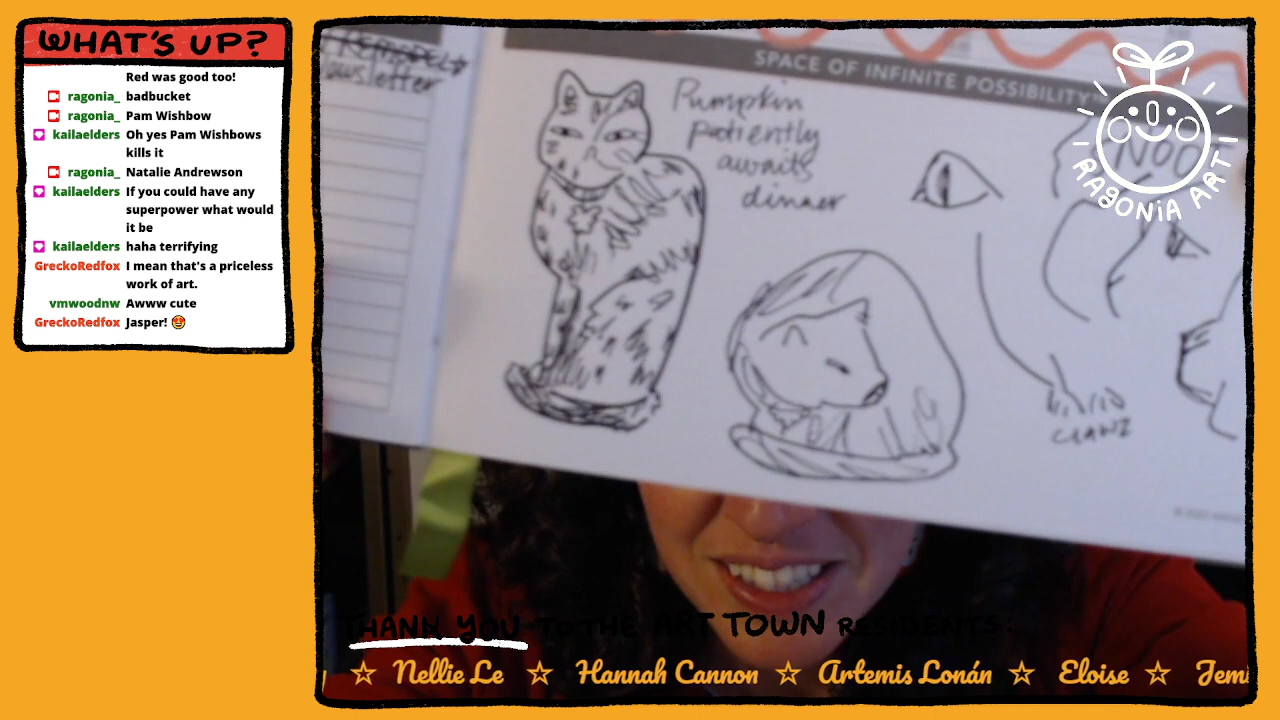 WHAT'S UP?
Red was good too!
ragonia_ badbucket
ragonia_ Pam Wishbow
kailaelders Oh yes Pam Wishbows
kills it
ragonia_ Natalie Andrewson
kailaelders If you could have any
superpower what would
it be
kailaelders haha terrifying
GreckoRedfox I mean that's a priceless
work of art.
vmwoodnw Awww cute
GreckoRedfox Jasper! 🤩
Newsletter
SPACE OF INFINITE POSSIBILITY
Pumpkin
patiently
awaits
dinner
CLAWZ
RAGONIA ART
THANK YOU TO THE ART TOWN RESIDENTS:
☆ Nellie Le ☆ Hannah Cannon ☆ Artemis Lonán ☆ Eloise ☆ Jem